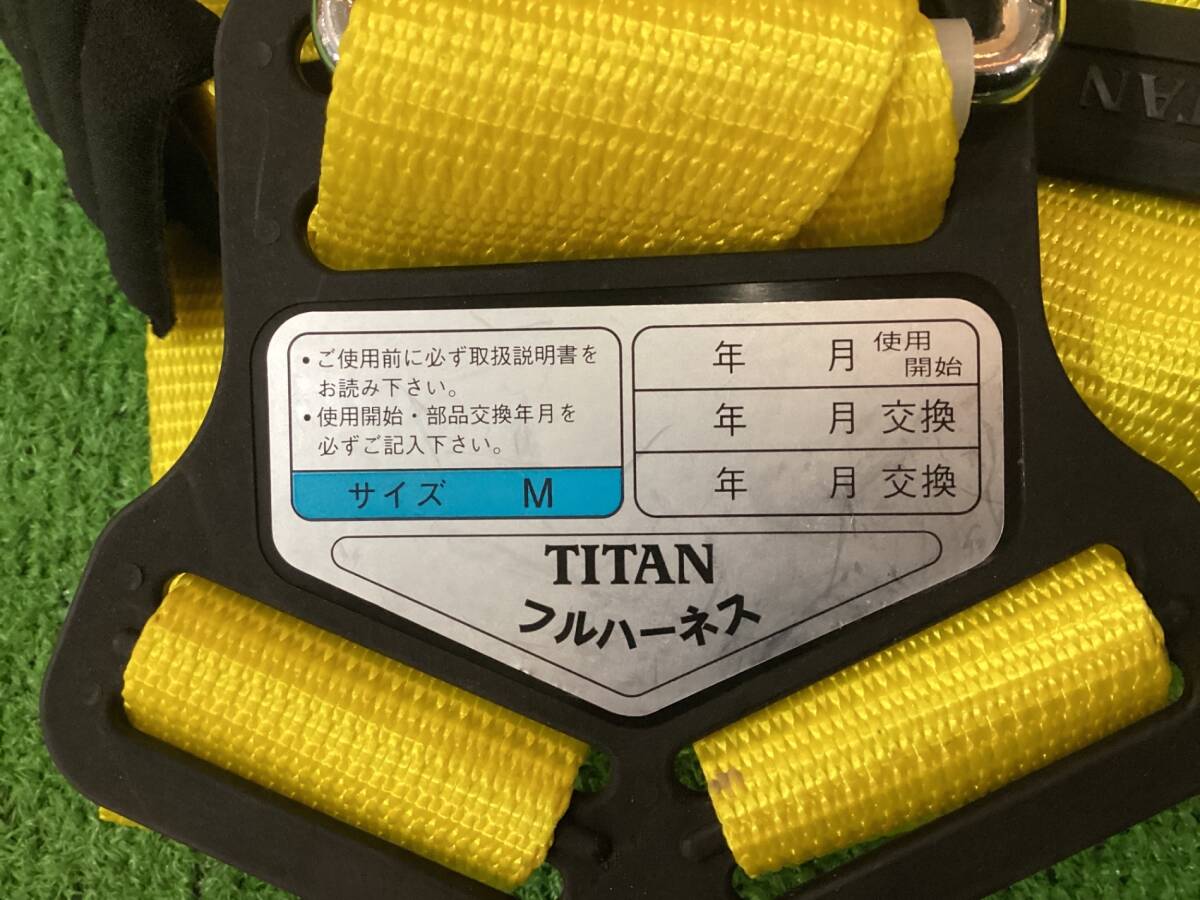 ・ご使用前に必ず取扱説明書を
お読み下さい。
・使用開始・部品交換年月を
必ずご記入下さい。
サイズ M
年 月 使用開始
年 月 交換
年 月 交換
TITAN
フルハーネス
TAN